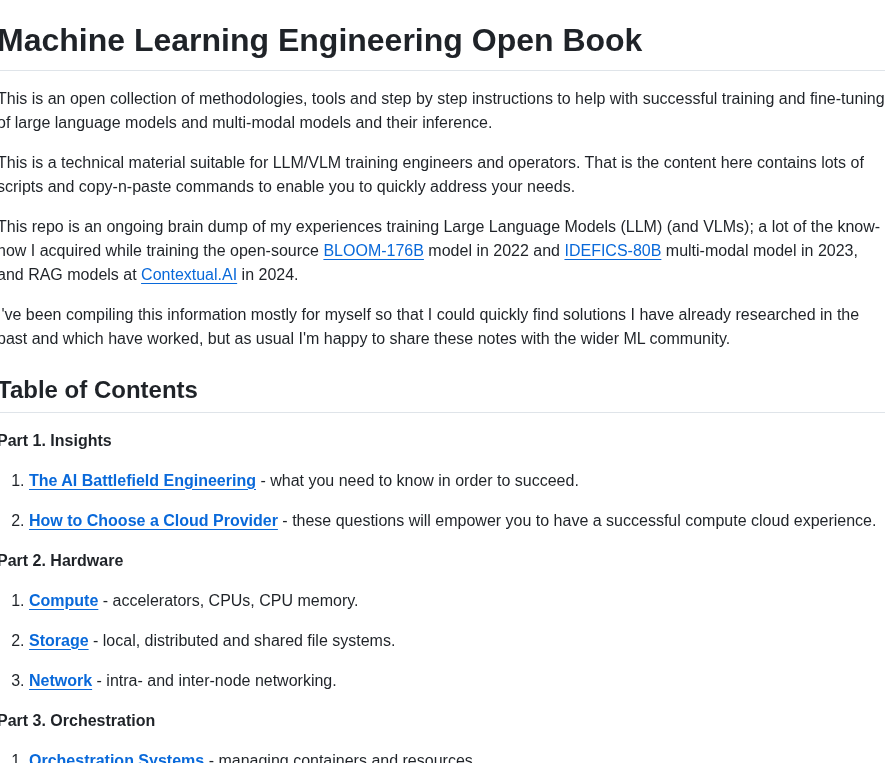 Machine Learning Engineering Open Book
This is an open collection of methodologies, tools and step by step instructions to help with successful training and fine-tuning
of large language models and multi-modal models and their inference.
This is a technical material suitable for LLM/VLM training engineers and operators. That is the content here contains lots of
scripts and copy-n-paste commands to enable you to quickly address your needs.
This repo is an ongoing brain dump of my experiences training Large Language Models (LLM) (and VLMs); a lot of the know-
how I acquired while training the open-source BLOOM-176B model in 2022 and IDEFICS-80B multi-modal model in 2023,
and RAG models at Contextual.AI in 2024.
I've been compiling this information mostly for myself so that I could quickly find solutions I have already researched in the
past and which have worked, but as usual I'm happy to share these notes with the wider ML community.
Table of Contents
Part 1. Insights
1. The AI Battlefield Engineering - what you need to know in order to succeed.
2. How to Choose a Cloud Provider - these questions will empower you to have a successful compute cloud experience.
Part 2. Hardware
1. Compute - accelerators, CPUs, CPU memory.
2. Storage - local, distributed and shared file systems.
3. Network - intra- and inter-node networking.
Part 3. Orchestration
1. Orchestration Systems - managing containers and resources